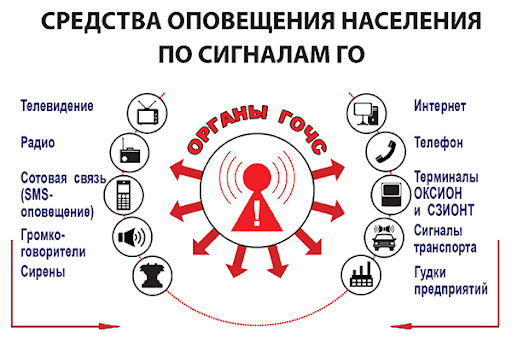 СРЕДСТВА ОПОВЕЩЕНИЯ НАСЕЛЕНИЯ
ПО СИГНАЛАМ ГО
ОРГАНЫ ГОЧС
Телевидение
Радио
Сотовая связь
(SMS-
оповещение)
Громко-
говорители
Сирены
Интернет
Телефон
Терминалы
ОКСИОН
и СЗИОНТ
Сигналы
транспорта
Гудки
предприятий
!